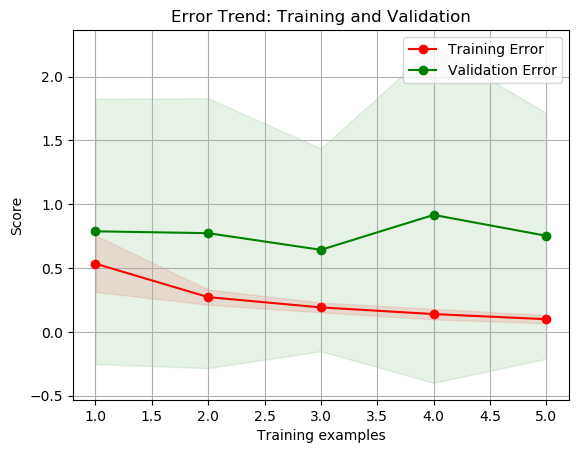 Error Trend: Training and Validation
Training Error
Validation Error
2.0
1.5
1.0
0.5
0.0
−0.5
Score
1.0 1.5 2.0 2.5 3.0 3.5 4.0 4.5 5.0
Training examples